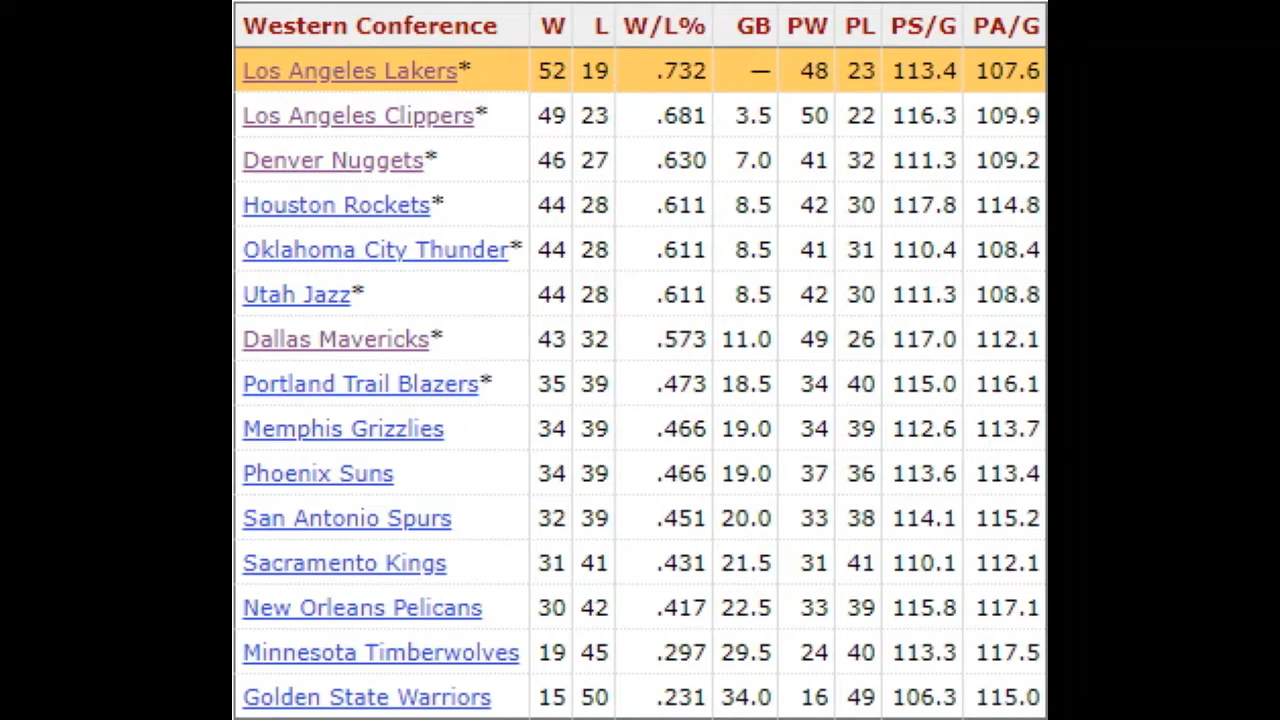 Western Conference W L W/L% GB PW PL PS/G PA/G
Los Angeles Lakers* 52 19 .732 — 48 23 113.4 107.6
Los Angeles Clippers* 49 23 .681 3.5 50 22 116.3 109.9
Denver Nuggets* 46 27 .630 7.0 41 32 111.3 109.2
Houston Rockets* 44 28 .611 8.5 42 30 117.8 114.8
Oklahoma City Thunder* 44 28 .611 8.5 41 31 110.4 108.4
Utah Jazz* 44 28 .611 8.5 42 30 111.3 108.8
Dallas Mavericks* 43 32 .573 11.0 49 26 117.0 112.1
Portland Trail Blazers* 35 39 .473 18.5 34 40 115.0 116.1
Memphis Grizzlies 34 39 .466 19.0 34 39 112.6 113.7
Phoenix Suns 34 39 .466 19.0 37 36 113.6 113.4
San Antonio Spurs 32 39 .451 20.0 33 38 114.1 115.2
Sacramento Kings 31 41 .431 21.5 31 41 110.1 112.1
New Orleans Pelicans 30 42 .417 22.5 33 39 115.8 117.1
Minnesota Timberwolves 19 45 .297 29.5 24 40 113.3 117.5
Golden State Warriors 15 50 .231 34.0 16 49 106.3 115.0